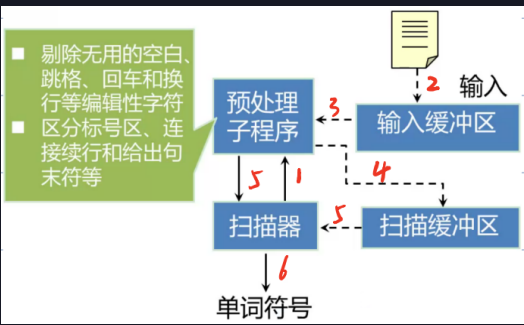 ■ 剔除无用的空白、
跳格、回车和换
行等编辑性字符
■ 区分标号区、连
接续行和给出句
末符等
2
输入
预处理
子程序
3
输入缓冲区
5
1
4
扫描器
5
扫描缓冲区
6
单词符号